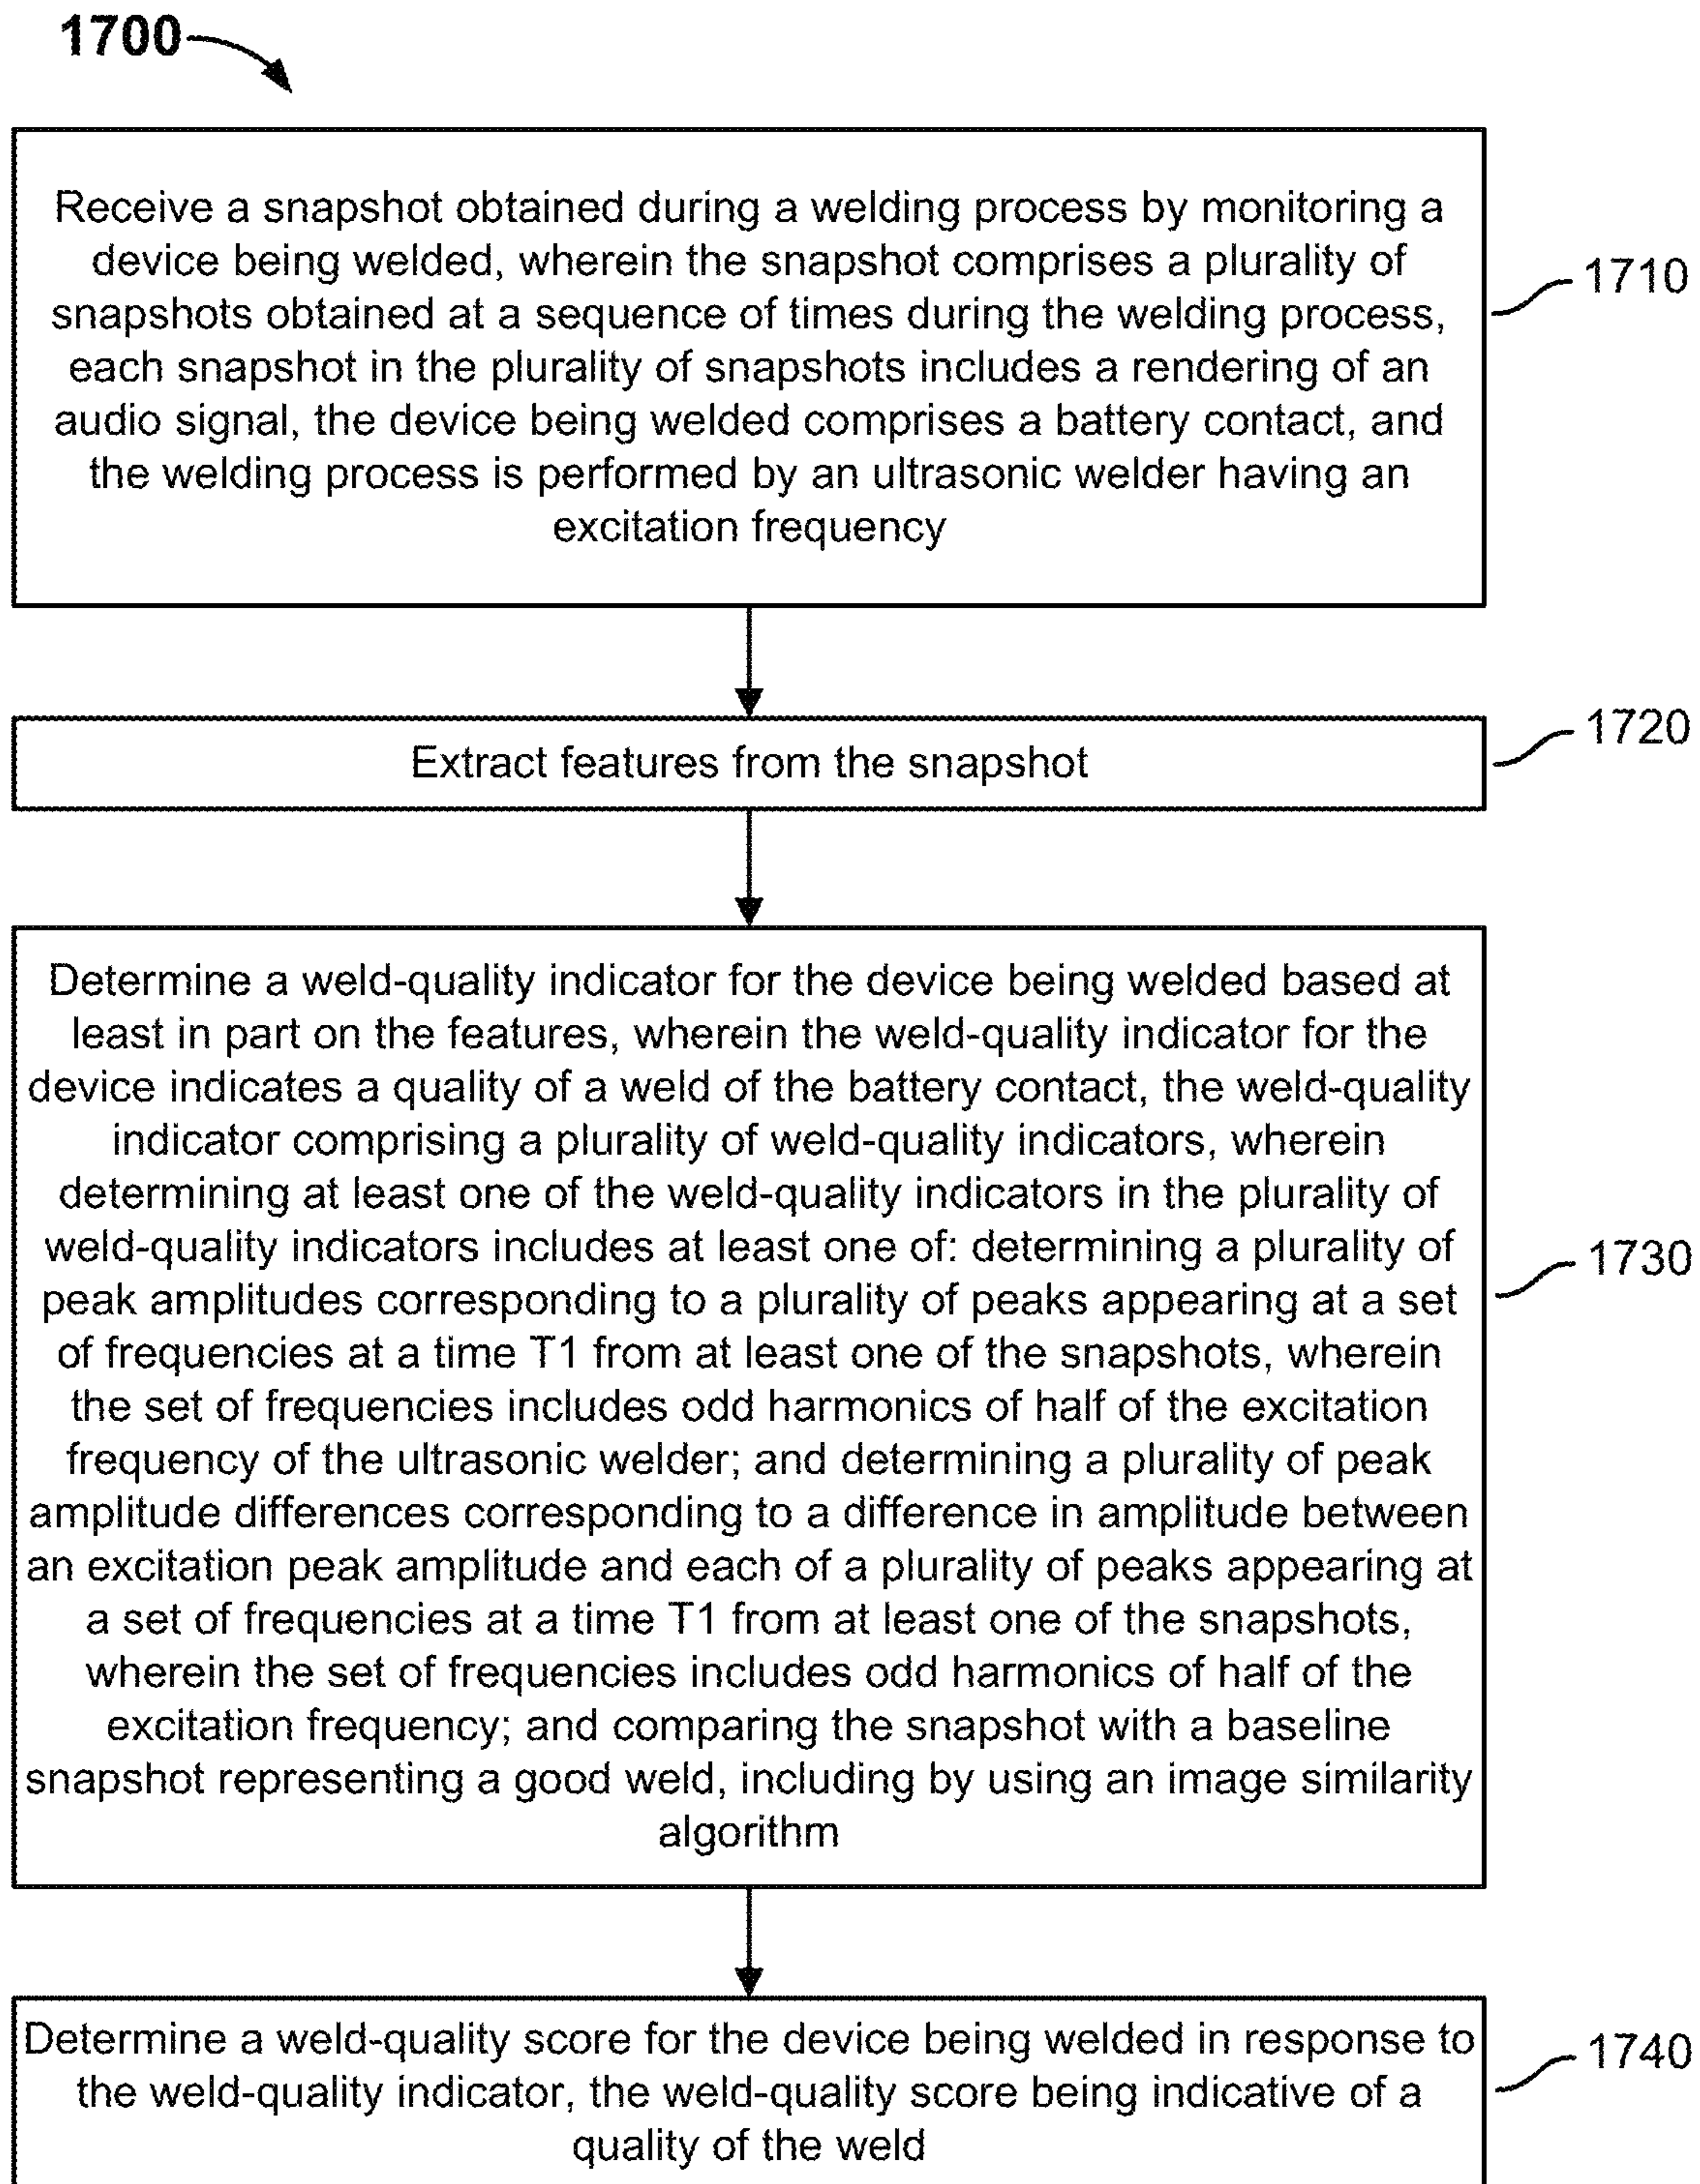 1700
Receive a snapshot obtained during a welding process by monitoring a
device being welded, wherein the snapshot comprises a plurality of
snapshots obtained at a sequence of times during the welding process,
each snapshot in the plurality of snapshots includes a rendering of an
audio signal, the device being welded comprises a battery contact, and
the welding process is performed by an ultrasonic welder having an
excitation frequency
1710
Extract features from the snapshot
1720
Determine a weld-quality indicator for the device being welded based at
least in part on the features, wherein the weld-quality indicator for the
device indicates a quality of a weld of the battery contact, the weld-quality
indicator comprising a plurality of weld-quality indicators, wherein
determining at least one of the weld-quality indicators in the plurality of
weld-quality indicators includes at least one of: determining a plurality of
peak amplitudes corresponding to a plurality of peaks appearing at a set
of frequencies at a time T1 from at least one of the snapshots, wherein
the set of frequencies includes odd harmonics of half of the excitation
frequency of the ultrasonic welder; and determining a plurality of peak
amplitude differences corresponding to a difference in amplitude between
an excitation peak amplitude and each of a plurality of peaks appearing at
a set of frequencies at a time T1 from at least one of the snapshots,
wherein the set of frequencies includes odd harmonics of half of the
excitation frequency; and comparing the snapshot with a baseline
snapshot representing a good weld, including by using an image similarity
algorithm
1730
Determine a weld-quality score for the device being welded in response to
the weld-quality indicator, the weld-quality score being indicative of a
quality of the weld
1740